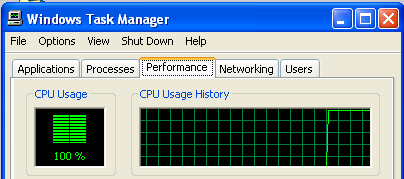 Windows Task Manager
File Options View Shut Down Help
Applications Processes Performance Networking Users
CPU Usage CPU Usage History
100 %